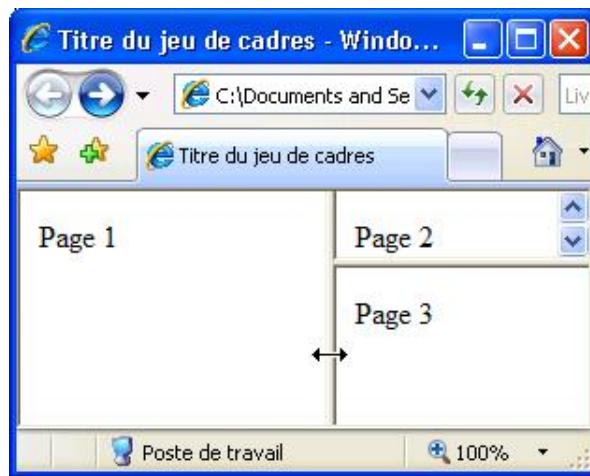 Titre du jeu de cadres - Windo...
C:\Documents and Se
Liv
Titre du jeu de cadres
Page 1
Page 2
Page 3
Poste de travail
100%